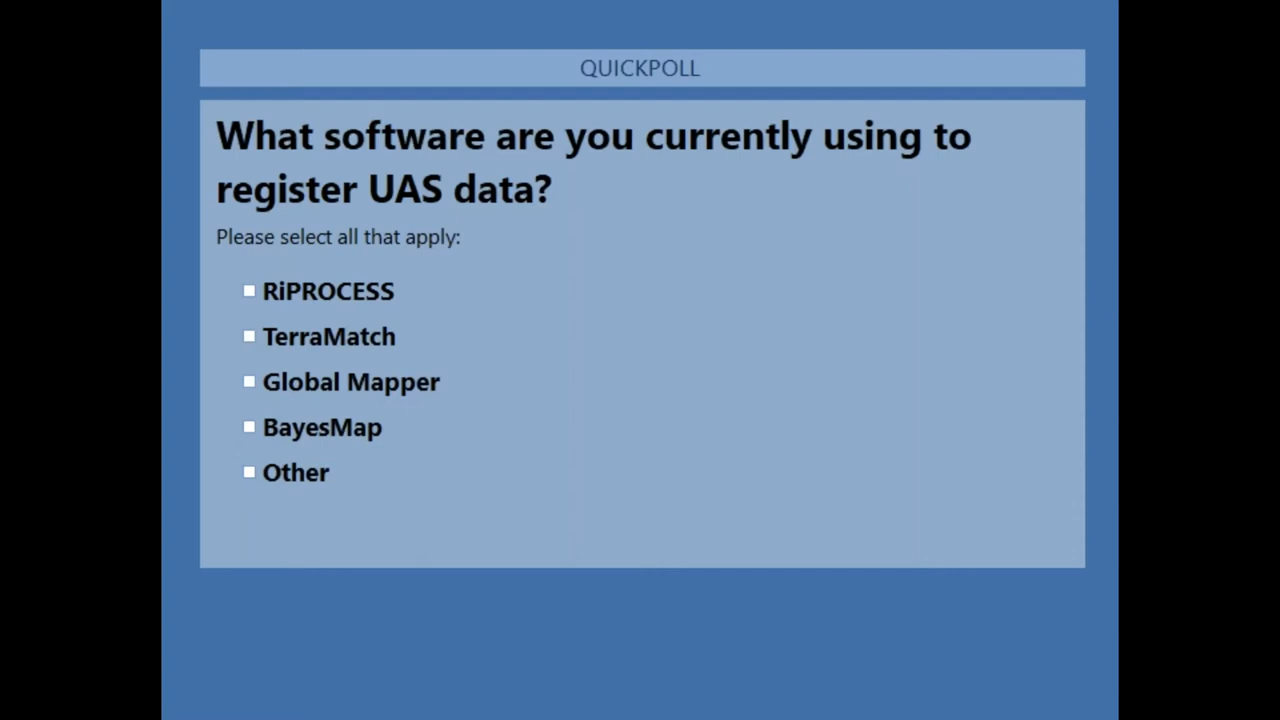 QUICKPOLL
What software are you currently using to
register UAS data?
Please select all that apply:
RiPROCESS
TerraMatch
Global Mapper
BayesMap
Other